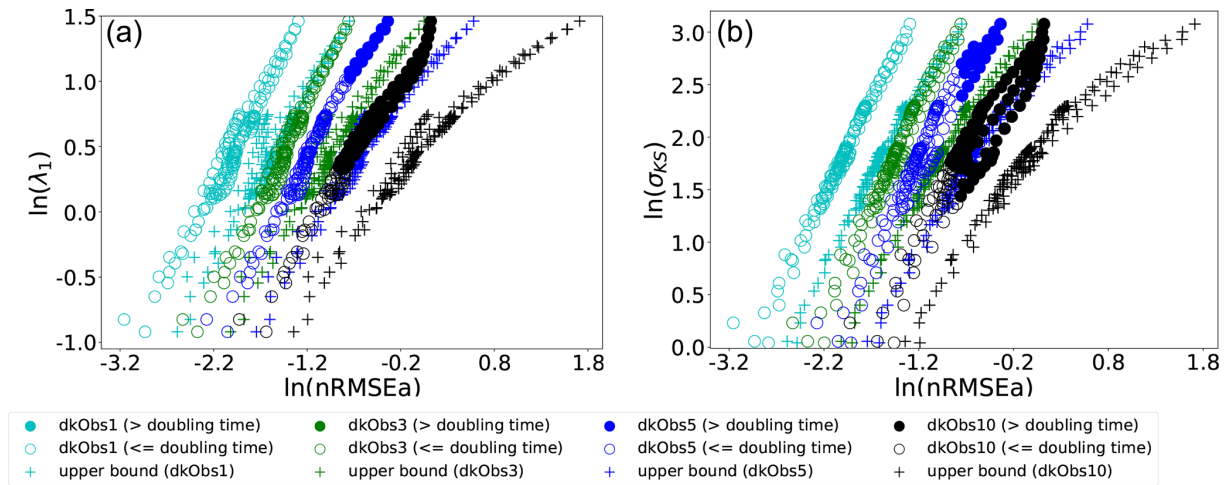 (a)
1.5
1.0
0.5
0.0
-0.5
-1.0
ln(λ1)
-3.2 -2.2 -1.2 -0.2 0.8 1.8
ln(nRMSEa)
(b)
3.0
2.5
2.0
1.5
1.0
0.5
0.0
ln(σKS)
-3.2 -2.2 -1.2 -0.2 0.8 1.8
ln(nRMSEa)
dkObs1 (> doubling time) dkObs3 (> doubling time) dkObs5 (> doubling time) dkObs10 (> doubling time)
dkObs1 (<= doubling time) dkObs3 (<= doubling time) dkObs5 (<= doubling time) dkObs10 (<= doubling time)
upper bound (dkObs1) upper bound (dkObs3) upper bound (dkObs5) upper bound (dkObs10)